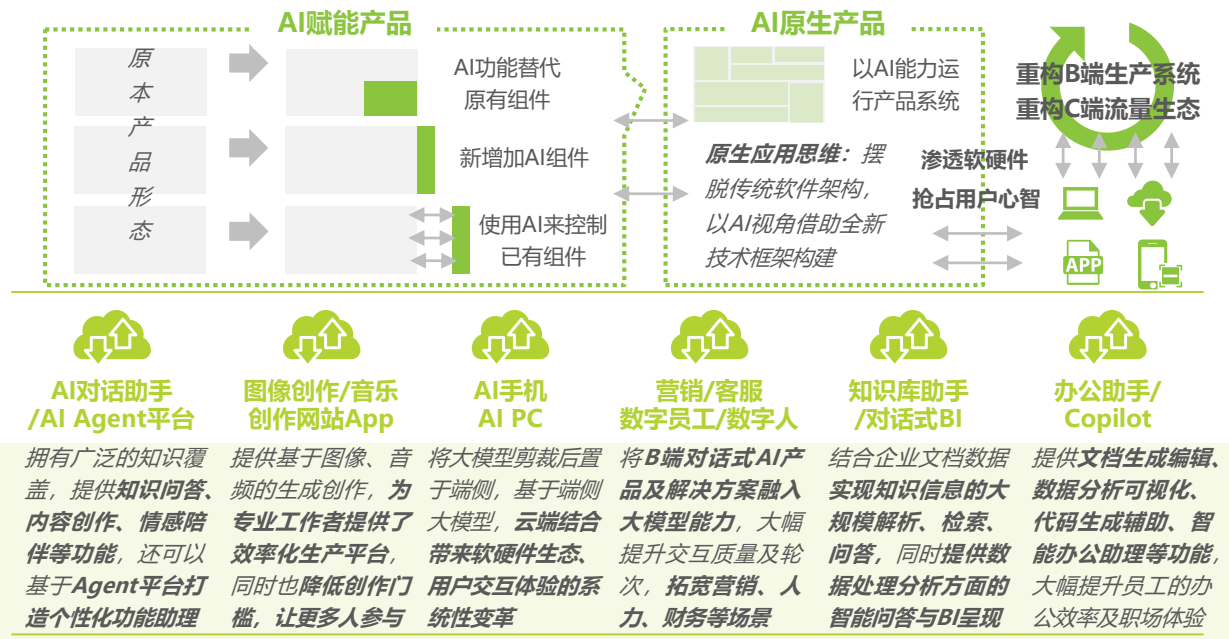 AI赋能产品
原
本
产
品
形
态
AI功能替代
原有组件
新增加AI组件
使用AI来控制
已有组件
AI原生产品
以AI能力运
行产品系统
原生应用思维：摆
脱传统软件架构，
以AI视角借助全新
技术框架构建
重构B端生产系统
重构C端流量生态
渗透软硬件
抢占用户心智
APP
AI对话助手
/AI Agent平台
拥有广泛的知识覆
盖，提供知识问答、
内容创作、情感陪
伴等功能，还可以
基于Agent平台打
造个性化功能助理
图像创作/音乐
创作网站App
提供基于图像、音
频的生成创作，为
专业工作者提供了
效率化生产平台，
同时也降低创作门
槛，让更多人参与
AI手机
AI PC
将大模型剪裁后置
于端侧，基于端侧
大模型，云端结合
带来软硬件生态、
用户交互体验的系
统性变革
营销/客服
数字员工/数字人
将B端对话式AI产
品及解决方案融入
大模型能力，大幅
提升交互质量及轮
次，拓宽营销、人
力、财务等场景
知识库助手
/对话式BI
结合企业文档数据
实现知识信息的大
规模解析、检索、
问答，同时提供数
据处理分析方面的
智能问答与BI呈现
办公助手/
Copilot
提供文档生成编辑、
数据分析可视化、
代码生成辅助、智
能办公助理等功能，
大幅提升员工的办
公效率及职场体验